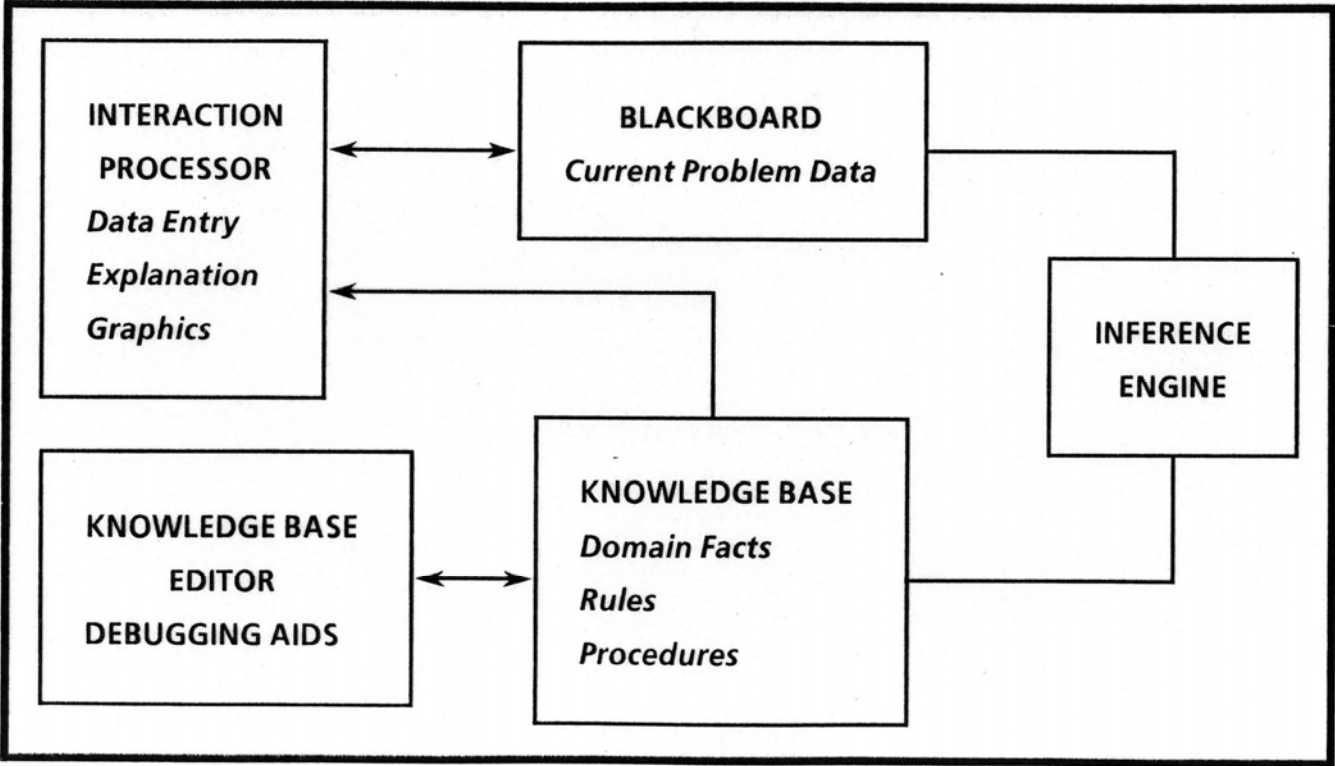 INTERACTION
PROCESSOR
Data Entry
Explanation
Graphics
BLACKBOARD
Current Problem Data
INFERENCE
ENGINE
KNOWLEDGE BASE
EDITOR
DEBUGGING AIDS
KNOWLEDGE BASE
Domain Facts
Rules
Procedures